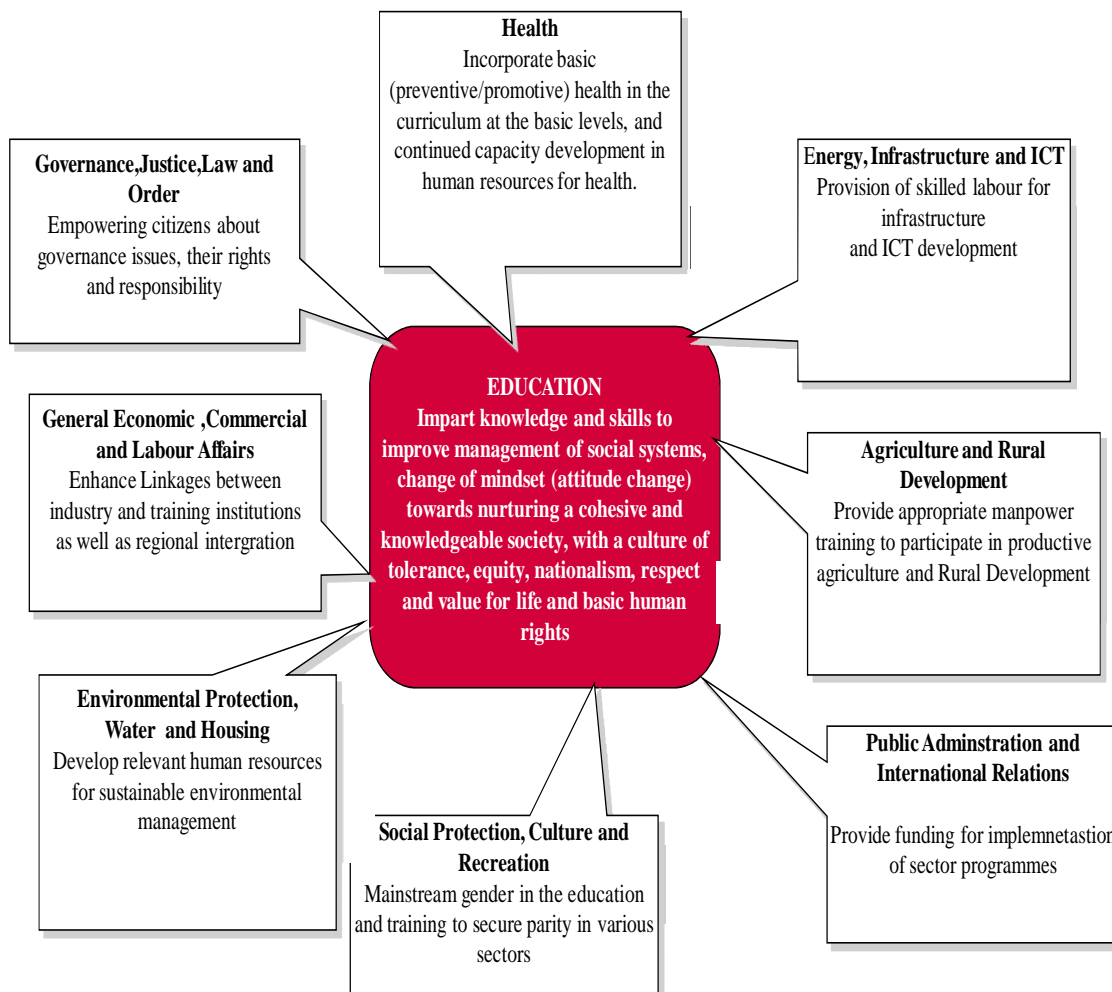 Health
Incorporate basic
(preventive/promotive) health in the
curriculum at the basic levels, and
continued capacity development in
human resources for health.
Governance,Justice,Law and
Order
Empowering citizens about
governance issues, their rights
and responsibility
Energy, Infrastructure and ICT
Provision of skilled labour for
infrastructure
and ICT development
EDUCATION
Impart knowledge and skills to
improve management of social systems,
change of mindset (attitude change)
towards nurturing a cohesive and
knowledgeable society, with a culture of
tolerance, equity, nationalism, respect
and value for life and basic human
rights
General Economic ,Commercial
and Labour Affairs
Enhance Linkages between
industry and training institutions
as well as regional intergration
Agriculture and Rural
Development
Provide appropriate manpower
training to participate in productive
agriculture and Rural Development
Environmental Protection,
Water and Housing
Develop relevant human resources
for sustainable environmental
management
Public Adminstration and
International Relations
Provide funding for implemnetastion
of sector programmes
Social Protection, Culture and
Recreation
Mainstream gender in the education
and training to secure parity in various
sectors